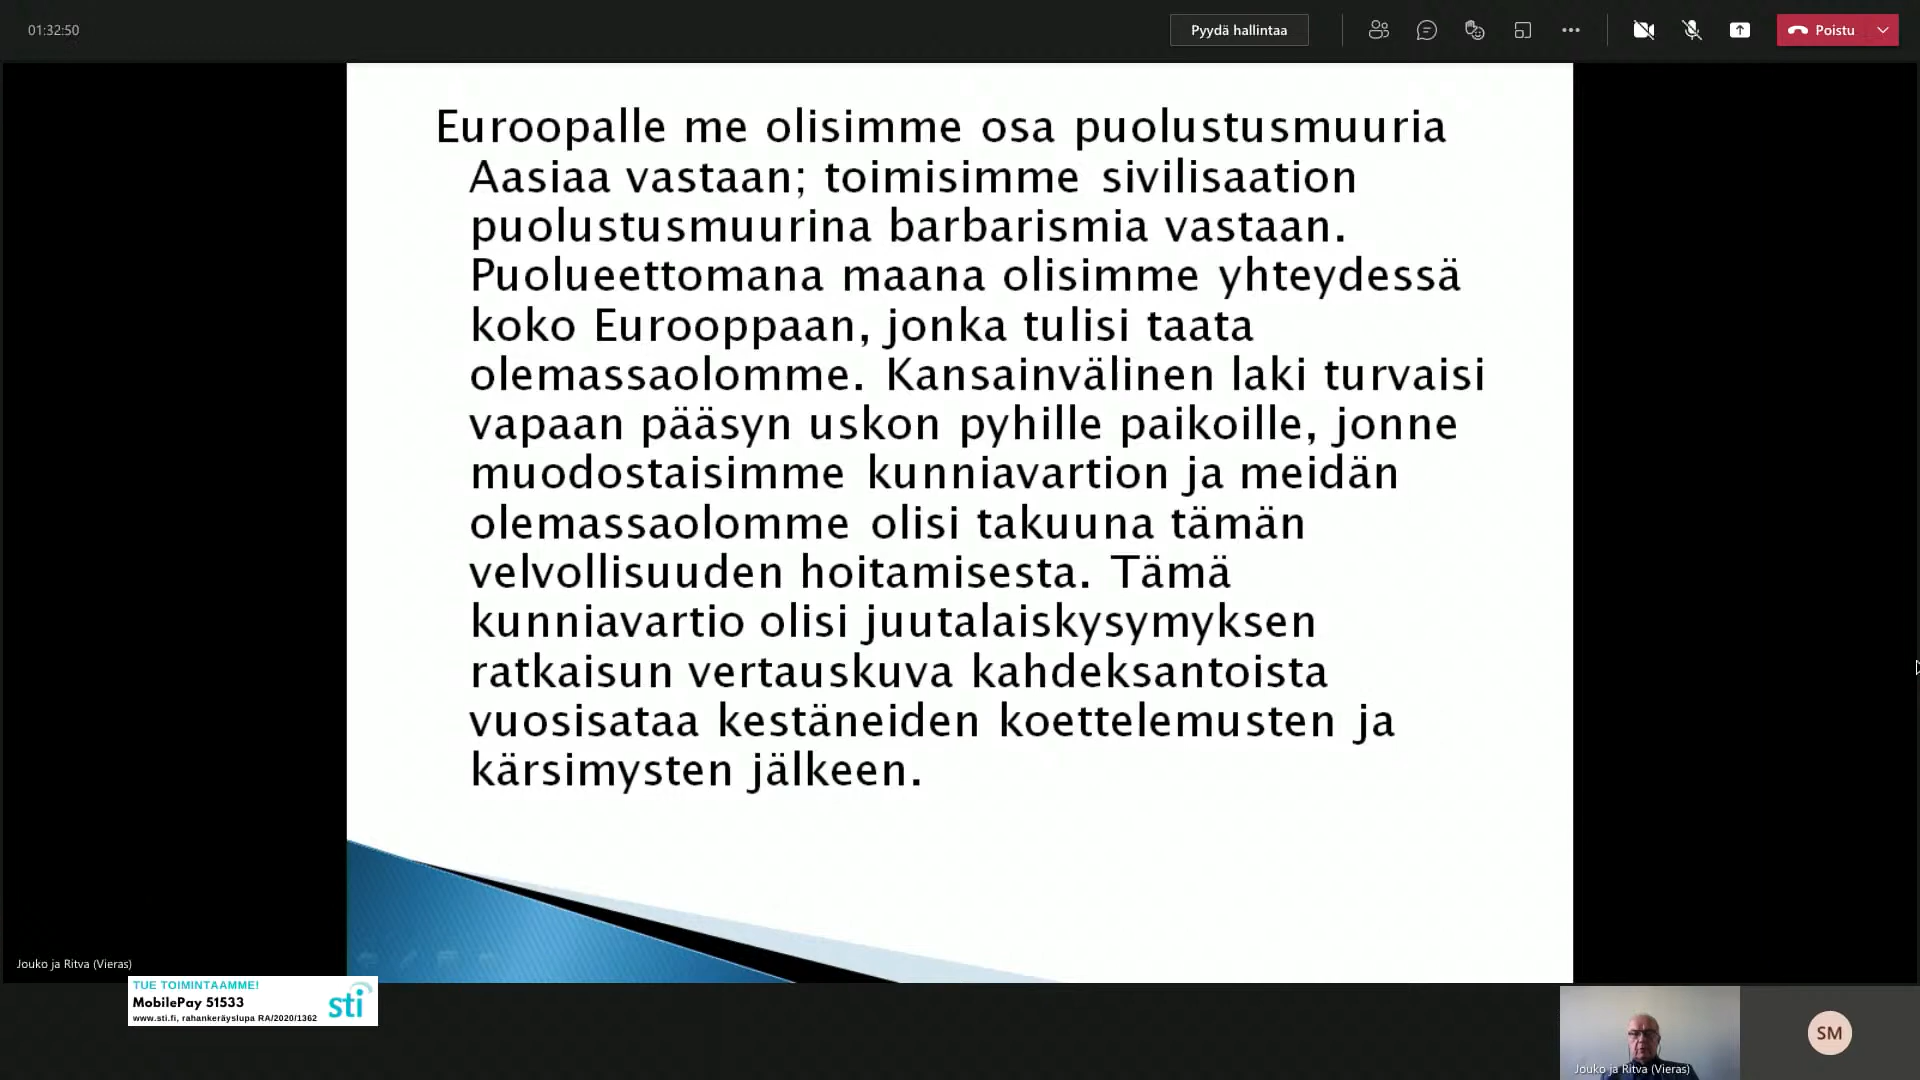 01:32:50
Pyydä hallintaa
Poistu
Euroopalle me olisimme osa puolustusmuuria
Aasiaa vastaan; toimisimme sivilisaation
puolustusmuurina barbarismia vastaan.
Puolueettomana maana olisimme yhteydessä
koko Eurooppaan, jonka tulisi taata
olemassaolomme. Kansainvälinen laki turvaisi
vapaan pääsyn uskon pyhille paikoille, jonne
muodostaisimme kunniavartion ja meidän
olemassaolomme olisi takuuna tämän
velvollisuuden hoitamisesta. Tämä
kunniavartio olisi juutalaiskysymyksen
ratkaisun vertauskuva kahdeksantoista
vuosisataa kestäneiden koettelemusten ja
kärsimysten jälkeen.
Jouko ja Ritva (Vieras)
TUE TOIMINTAAMME!
MobilePay 51533
www.sti.fi, rahankeräyslupa RA/2020/1362
sti
SM
Jouko ja Ritva (Vieras)